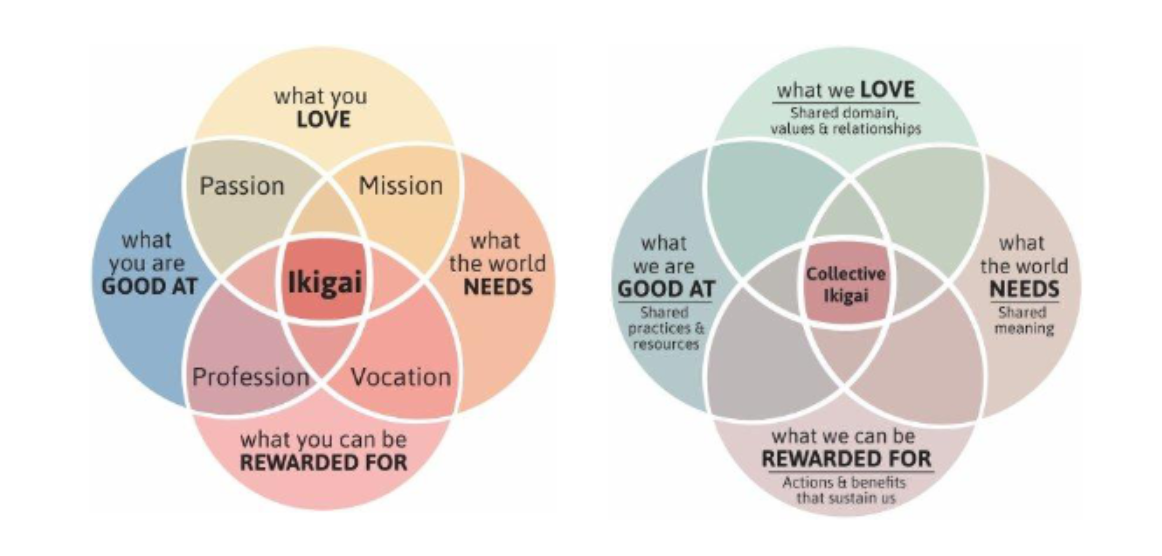 what you
LOVE
Passion
Mission
what
you are
GOOD AT
Ikigai
what
the world
NEEDS
Profession
Vocation
what you can be
REWARDED FOR
what we LOVE
Shared domain,
values & relationships
what
we are
GOOD AT
Shared
practices &
resources
Collective
Ikigai
what
the world
NEEDS
Shared
meaning
what we can be
REWARDED FOR
Actions & benefits
that sustain us